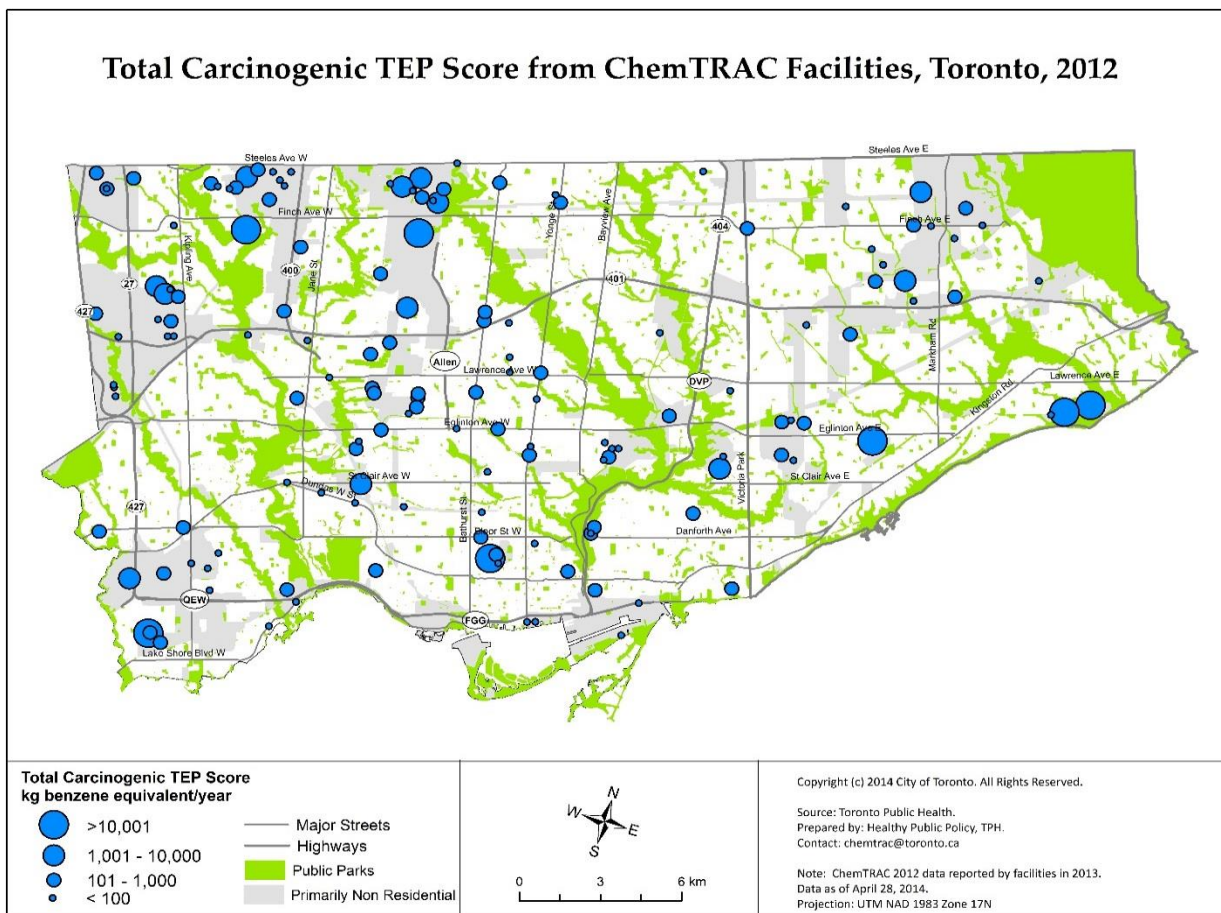 Total Carcinogenic TEP Score from ChemTRAC Facilities, Toronto, 2012
Steeles Ave E
Steeles Ave W
Finch Ave W
Finch Ave E
Yonge St
Bayview Ave
404
Kipling Ave
27
400
Jane St
401
427
Markham Rd
Allen
Lawrence Ave W
DVP
Kingston Rd
Lawrence Ave E
Eglinton Ave W
Eglinton Ave E
St Clair Ave W
Victoria Park
St Clair Ave E
Dundas W St
427
Bathurst St
Bloor St W
Danforth Ave
QEW
FGG
Lake Shore Blvd W
Total Carcinogenic TEP Score
kg benzene equivalent/year
>10,001
1,001 - 10,000
101 - 1,000
< 100
Major Streets
Highways
Public Parks
Primarily Non Residential
N
W
E
S
0 3 6 km
Copyright (c) 2014 City of Toronto. All Rights Reserved.
Source: Toronto Public Health.
Prepared by: Healthy Public Policy, TPH.
Contact: chemtrac@toronto.ca
Note: ChemTRAC 2012 data reported by facilities in 2013.
Data as of April 28, 2014.
Projection: UTM NAD 1983 Zone 17N